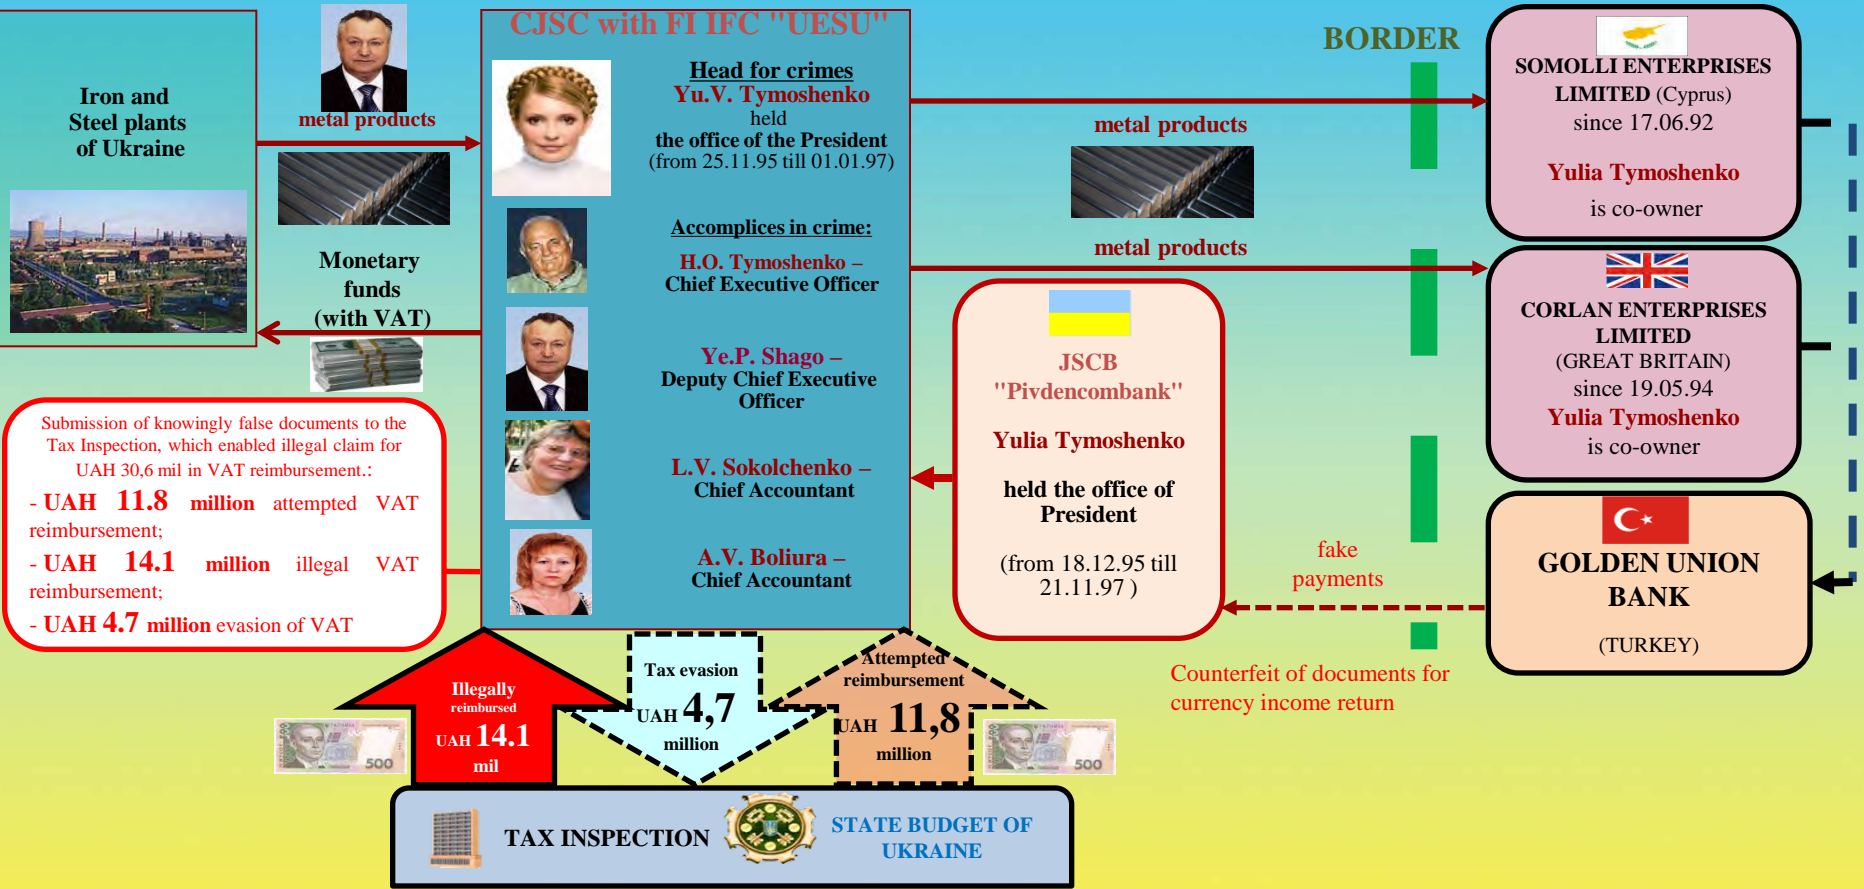 CJSC with FI IFC "UESU"
Iron and
Steel plants
of Ukraine
metal products
Monetary
funds
(with VAT)
Submission of knowingly false documents to the
Tax Inspection, which enabled illegal claim for
UAH 30,6 mil in VAT reimbursement.:
- UAH 11.8 million attempted VAT
reimbursement;
- UAH 14.1 million illegal VAT
reimbursement;
- UAH 4.7 million evasion of VAT
Head for crimes
Yu.V. Tymoshenko
held
the office of the President
(from 25.11.95 till 01.01.97)
Accomplices in crime:
H.O. Tymoshenko –
Chief Executive Officer
Ye.P. Shago –
Deputy Chief Executive
Officer
L.V. Sokolchenko –
Chief Accountant
A.V. Boliura –
Chief Accountant
metal products
metal products
BORDER
JSCB
"Pivdencombank"
Yulia Tymoshenko
held the office of
President
(from 18.12.95 till
21.11.97 )
SOMOLLI ENTERPRISES
LIMITED (Cyprus)
since 17.06.92
Yulia Tymoshenko
is co-owner
CORLAN ENTERPRISES
LIMITED
(GREAT BRITAIN)
since 19.05.94
Yulia Tymoshenko
is co-owner
GOLDEN UNION
BANK
(TURKEY)
fake
payments
Counterfeit of documents for
currency income return
Illegally
reimbursed
UAH 14.1
mil
Tax evasion
UAH 4,7
million
Attempted
reimbursement
UAH 11,8
million
500
500
TAX INSPECTION
STATE BUDGET OF
UKRAINE